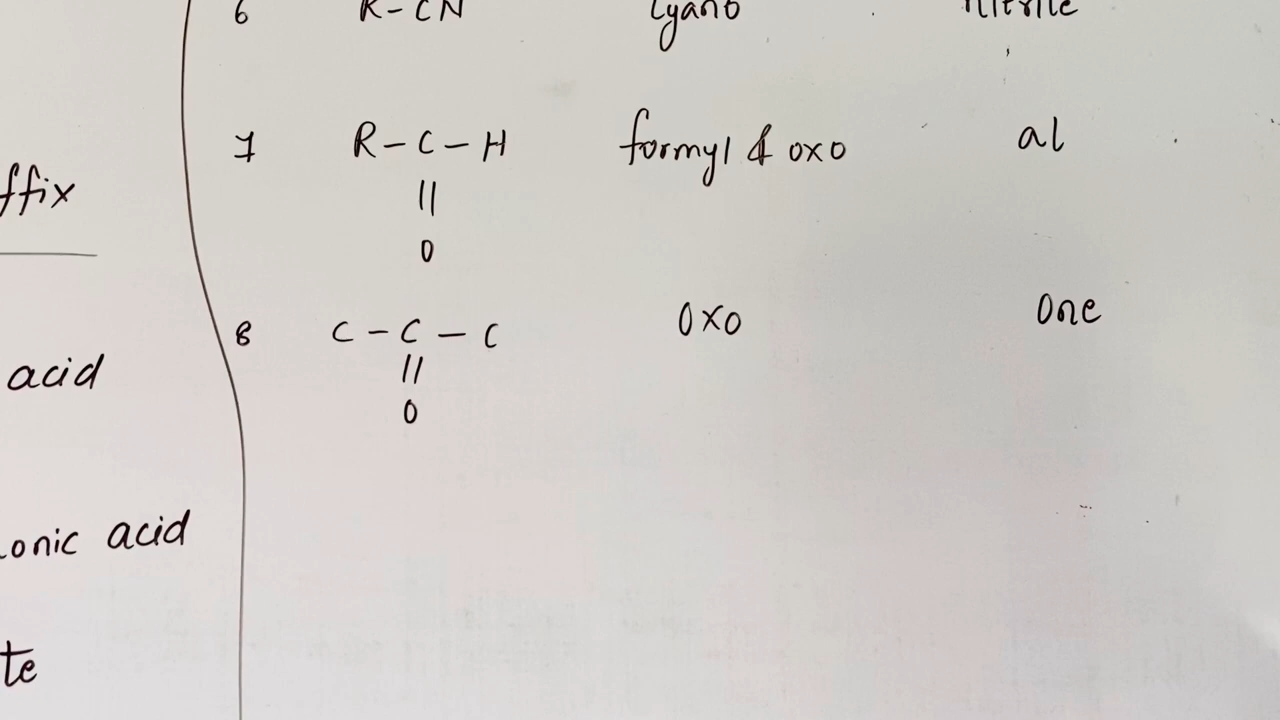 6 R-CN Cyano nitrile
7 R-C-H formyl & oxo al
||
O
8 C-C-C oxo one
||
O
ffix
acid
onic acid
te